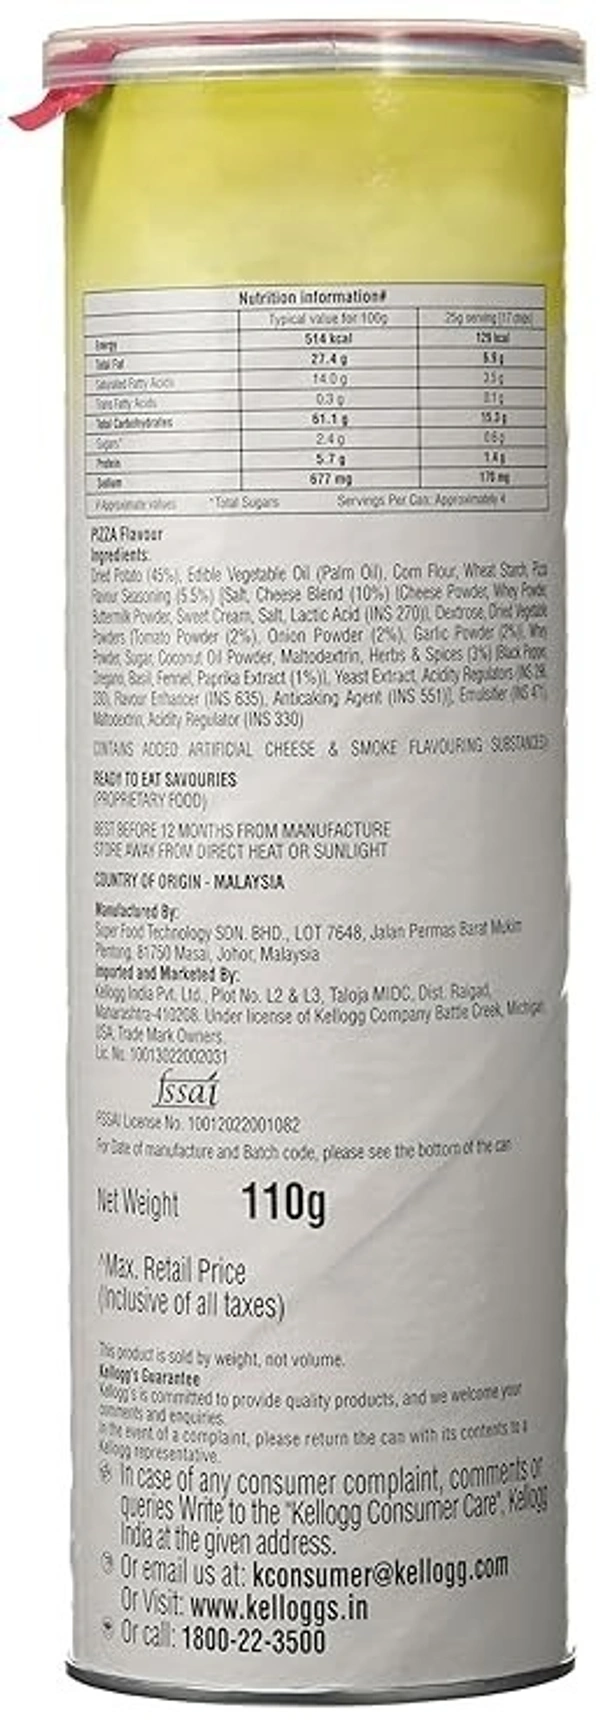 Nutrition Information#
Typical value for 100g 25g serving [17 chips]
Energy 514 kcal 129 kcal
Total Fat 27.4 g 6.9 g
Saturated Fatty Acids 14.0 g 3.5 g
Trans Fatty Acids 0.3 g 0.1 g
Total Carbohydrates 61.1 g 15.3 g
Sugars* 2.4 g 0.6 g
Protein 5.7 g 1.4 g
Sodium 677 mg 170 mg
# Approximate values *Total Sugars Servings Per Can: Approximately 4
PIZZA Flavour
Ingredients:
Dried Potato (45%), Edible Vegetable Oil (Palm Oil), Corn Flour, Wheat Starch, Pizza
Flavour Seasoning (5.5%) [Salt, Cheese Blend (10%) [(Cheese Powder, Whey Powder,
Buttermilk Powder, Sweet Cream, Salt, Lactic Acid (INS 270)], Dextrose, Dried Vegetable
Powders (Tomato Powder (2%), Onion Powder (2%), Garlic Powder (2%)), Whey
Powder, Sugar, Coconut Oil Powder, Maltodextrin, Herbs & Spices (3%) (Black Pepper,
Oregano, Basil, Fennel, Paprika Extract (1%)), Yeast Extract, Acidity Regulators (INS
330), Flavour Enhancer (INS 635), Anticaking Agent (INS 551)], Emulsifier (INS 471),
Maltodextrin, Acidity Regulator (INS 330)
CONTAINS ADDED ARTIFICIAL CHEESE & SMOKE FLAVOURING SUBSTANCES)
READY TO EAT SAVOURIES
(PROPRIETARY FOOD)
BEST BEFORE 12 MONTHS FROM MANUFACTURE
STORE AWAY FROM DIRECT HEAT OR SUNLIGHT
COUNTRY OF ORIGIN - MALAYSIA
Manufactured By:
Super Food Technology SDN. BHD., LOT 7648, Jalan Permas Barat Mukim
Plentong, 81750 Masai, Johor, Malaysia
Imported and Marketed By:
Kellogg India Pvt. Ltd., Plot No. L2 & L3, Taloja MIDC, Dist. Raigad,
Maharashtra-410208. Under license of Kellogg Company Battle Creek, Michigan,
USA, Trade Mark Owners.
Lic. No. 10013022002031
fssai
FSSAI License No. 10012022001082
For Date of manufacture and Batch code, please see the bottom of the can
Net Weight 110g
^Max. Retail Price
(Inclusive of all taxes)
This product is sold by weight, not volume.
Kellogg's Guarantee
Kellogg's is committed to provide quality products, and we welcome your
comments and enquiries.
In the event of a complaint, please return the can with its contents to a
Kellogg representative.
In case of any consumer complaint, comments or
queries Write to the "Kellogg Consumer Care", Kellogg
India at the given address.
Or email us at: kconsumer@kellogg.com
Or Visit: www.kelloggs.in
Or call: 1800-22-3500